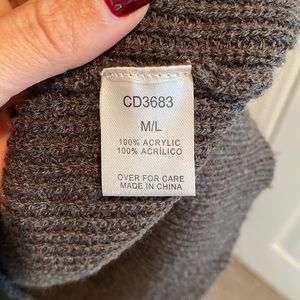 CD3683
M/L
100% ACRYLIC
100% ACRÍLICO
OVER FOR CARE
MADE IN CHINA